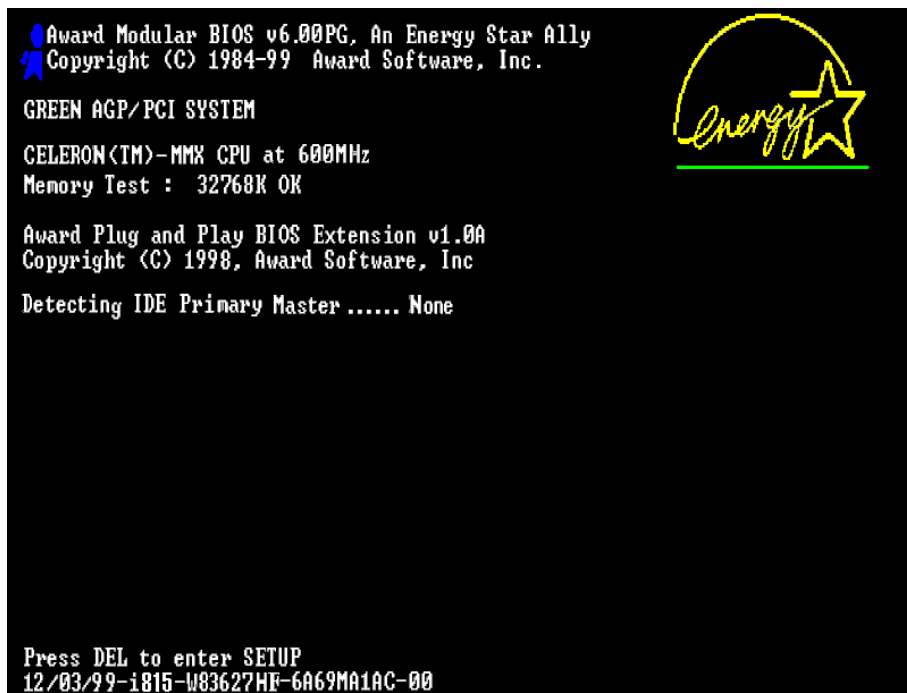 Award Modular BIOS v6.00PG, An Energy Star Ally
Copyright (C) 1984-99 Award Software, Inc.
energy
GREEN AGP/PCI SYSTEM
CELERON(TM)-MMX CPU at 600MHz
Memory Test : 32768K OK
Award Plug and Play BIOS Extension v1.0A
Copyright (C) 1998, Award Software, Inc
Detecting IDE Primary Master ...... None
Press DEL to enter SETUP
12/03/99-i815-W83627HF-6A69MA1AC-00